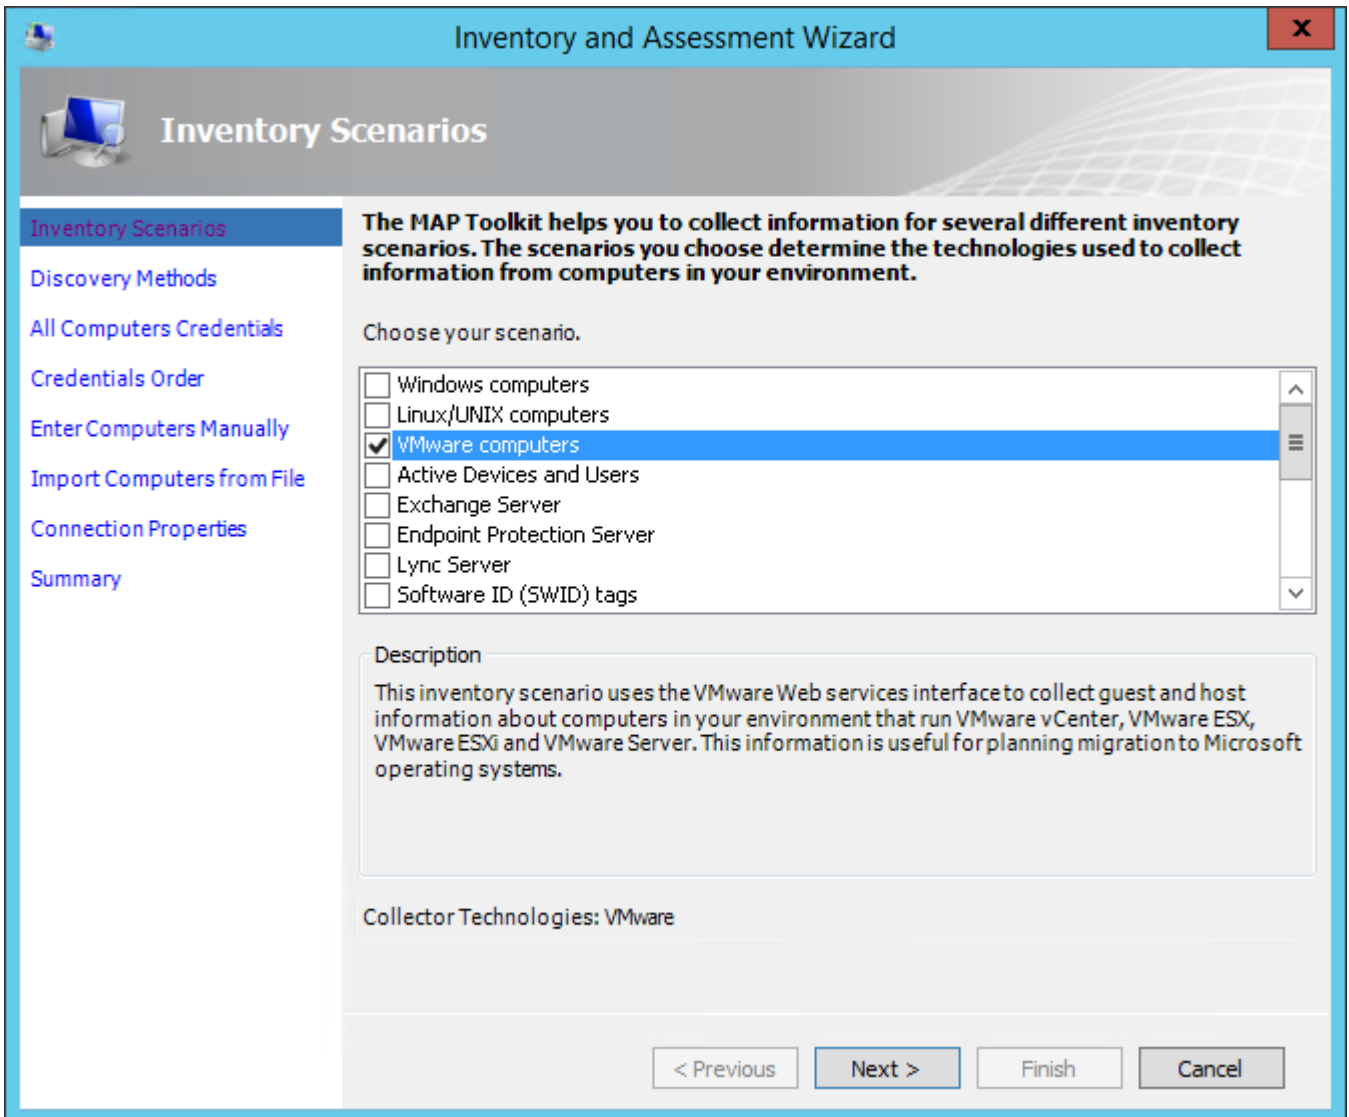 Inventory and Assessment Wizard
X
Inventory Scenarios
Inventory Scenarios
Discovery Methods
All Computers Credentials
Credentials Order
Enter Computers Manually
Import Computers from File
Connection Properties
Summary
The MAP Toolkit helps you to collect information for several different inventory
scenarios. The scenarios you choose determine the technologies used to collect
information from computers in your environment.
Choose your scenario.
Windows computers
Linux/UNIX computers
VMware computers
Active Devices and Users
Exchange Server
Endpoint Protection Server
Lync Server
Software ID (SWID) tags
Description
This inventory scenario uses the VMware Web services interface to collect guest and host
information about computers in your environment that run VMware vCenter, VMware ESX,
VMware ESXi and VMware Server. This information is useful for planning migration to Microsoft
operating systems.
Collector Technologies: VMware
< Previous
Next >
Finish
Cancel